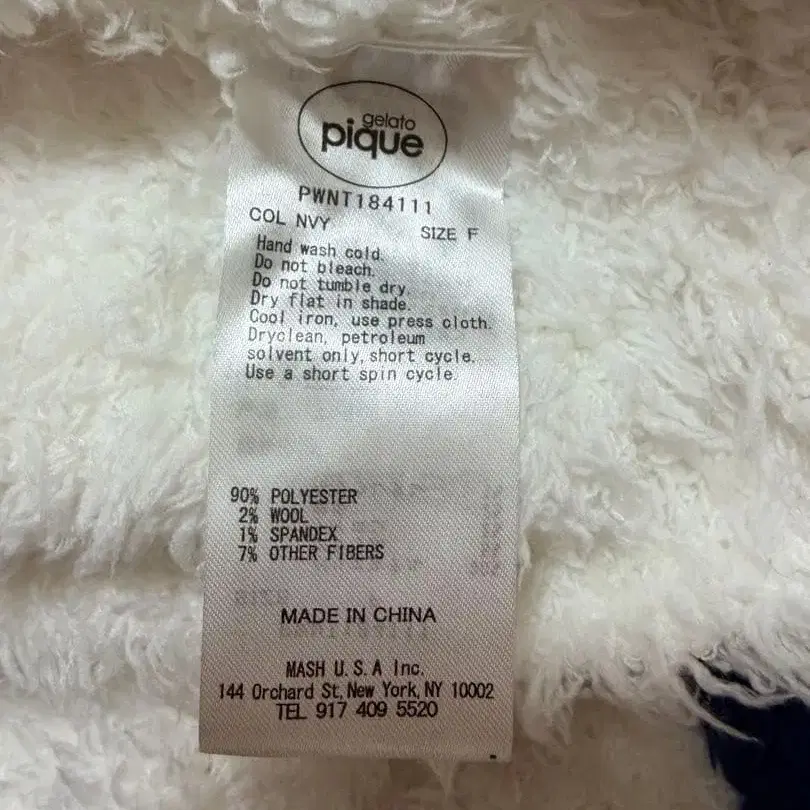 gelato
pique
PWNT184111
COL NVY SIZE F
Hand wash cold.
Do not bleach.
Do not tumble dry.
Dry flat in shade.
Cool iron, use press cloth.
Dryclean, petroleum
solvent only, short cycle.
Use a short spin cycle.
90% POLYESTER
2% WOOL
1% SPANDEX
7% OTHER FIBERS
MADE IN CHINA
MASH U.S.A Inc.
144 Orchard St, New York, NY 10002
TEL 917 409 5520